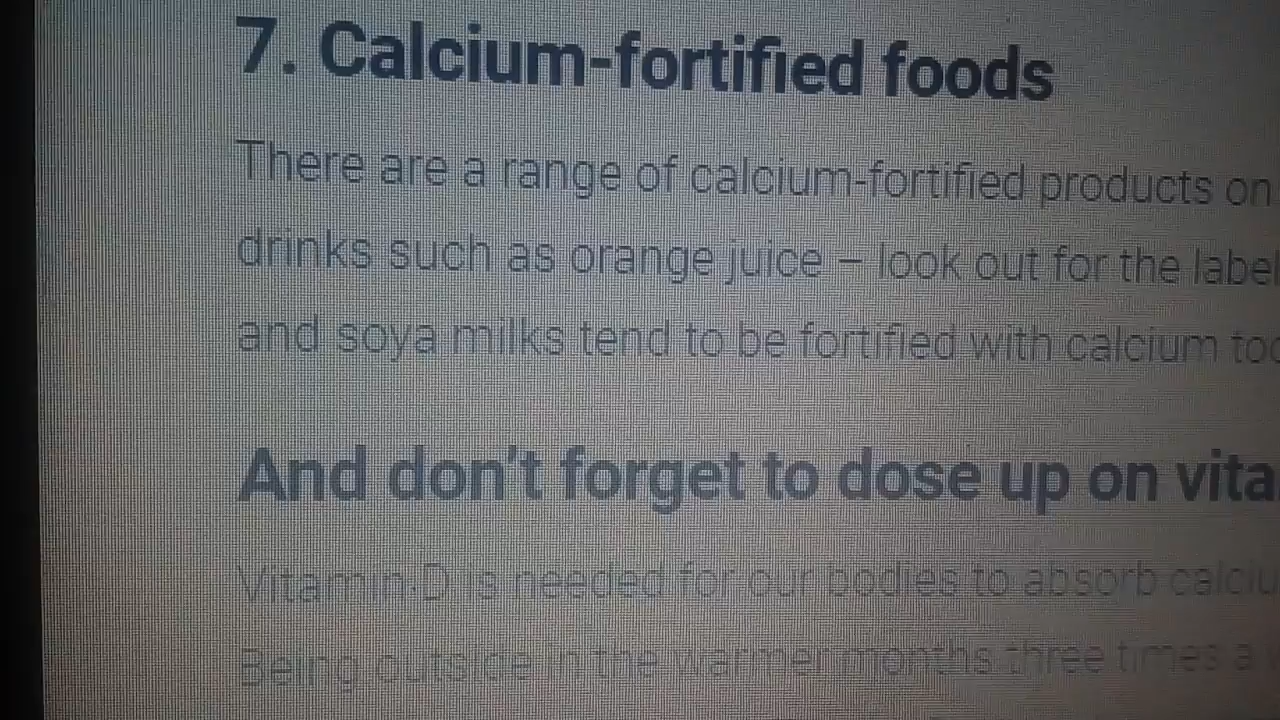 7. Calcium-fortified foods
There are a range of calcium-fortified products on
drinks such as orange juice – look out for the label
and soya milks tend to be fortified with calcium too
And don't forget to dose up on vita
Vitamin D is needed for our bodies to absorb calciu
Being outside in the warmer months three times a